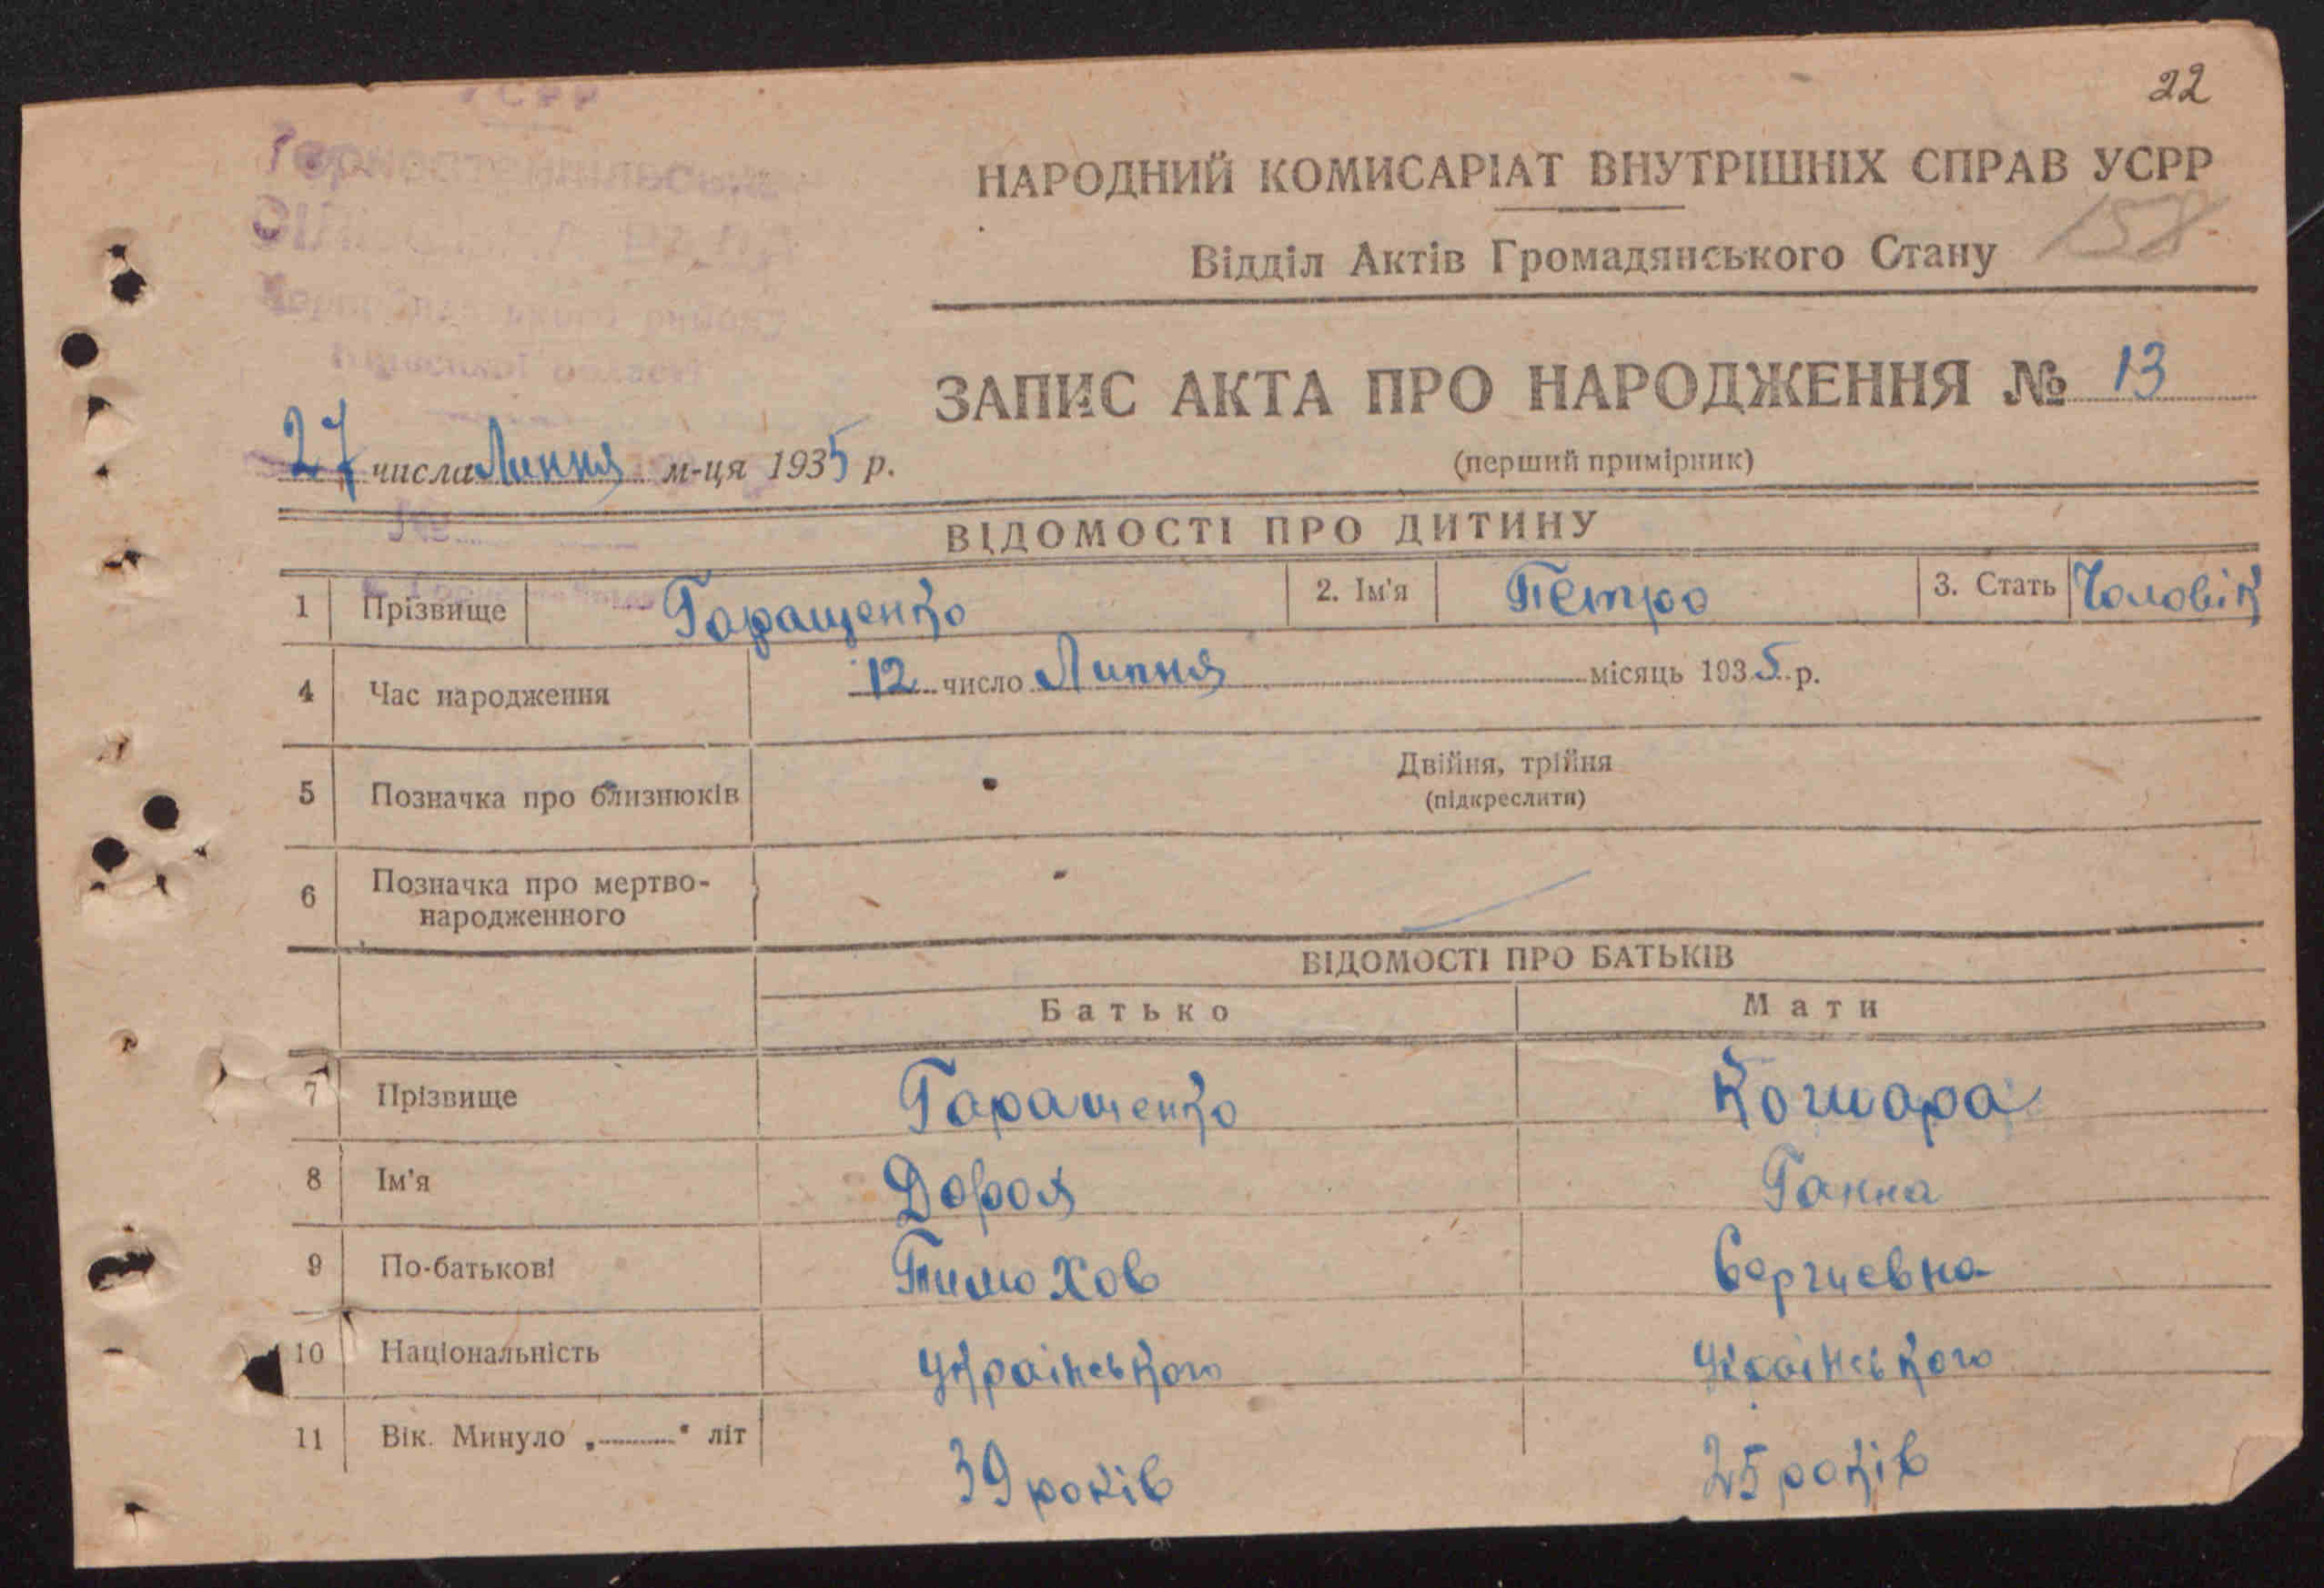 22
УСРР
НАРОДНИЙ КОМИСАРІАТ ВНУТРІШНІХ СПРАВ УСРР
158
Відділ Актів Громадянського Стану
ЗАПИС АКТА ПРО НАРОДЖЕННЯ № 13
(перший примірник)
27 числа Липня м-ця 1935 р.
№
ВІДОМОСТІ ПРО ДИТИНУ
1 Прізвище Гаращенко 2. Ім'я Петро 3. Стать Чоловік
4 Час народження 12 число Липня місяць 1935 р.
5 Позначка про близнюків Двійня, трійня
(підкреслити)
6 Позначка про мертво-
народженного
ВІДОМОСТІ ПРО БАТЬКІВ
Батько Мати
7 Прізвище Гаращенко Кошара
8 Ім'я Дорох Ганна
9 По-батькові Тимохов Сергиевна
10 Національність Українського Українського
11 Вік. Минуло „ “ літ 39 років 25 років